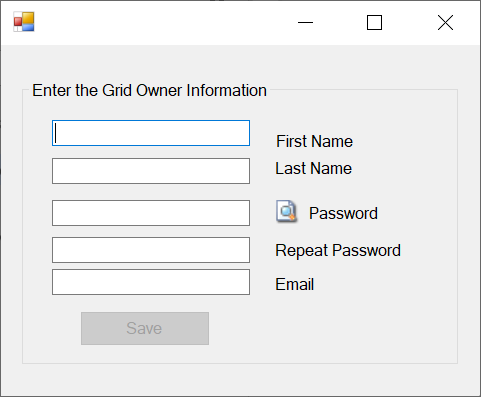 Enter the Grid Owner Information
First Name
Last Name
Password
Repeat Password
Email
Save